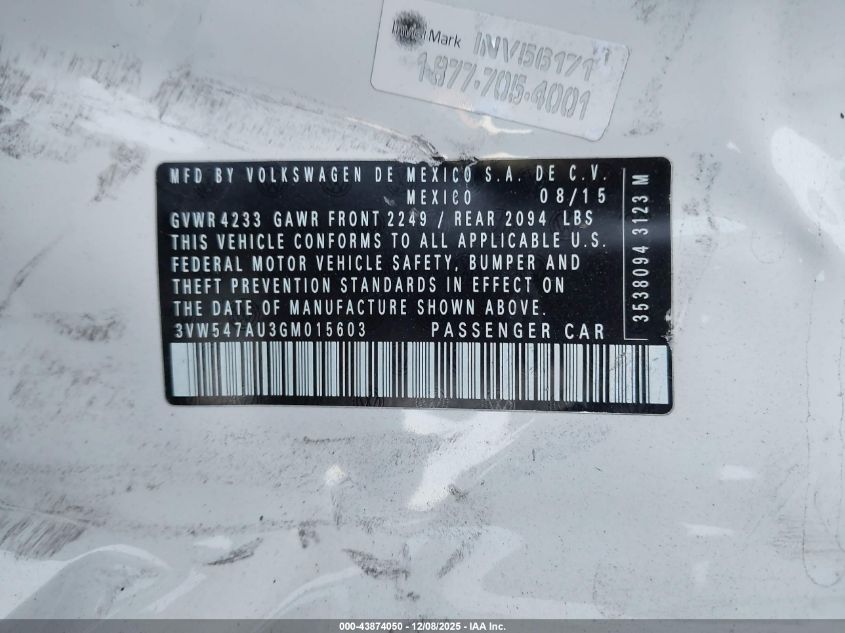 Mark INV56171
1-877-705-4001
MFD BY VOLKSWAGEN DE MEXICO S.A. DE C.V.
MEXICO 08/15
GVWR 4233 GAWR FRONT 2249 / REAR 2094 LBS
THIS VEHICLE CONFORMS TO ALL APPLICABLE U.S.
FEDERAL MOTOR VEHICLE SAFETY, BUMPER AND
THEFT PREVENTION STANDARDS IN EFFECT ON
THE DATE OF MANUFACTURE SHOWN ABOVE.
3VW547AU3GM015603 PASSENGER CAR
3538094 3123 M
000-43874050 - 12/08/2025 - IAA Inc.